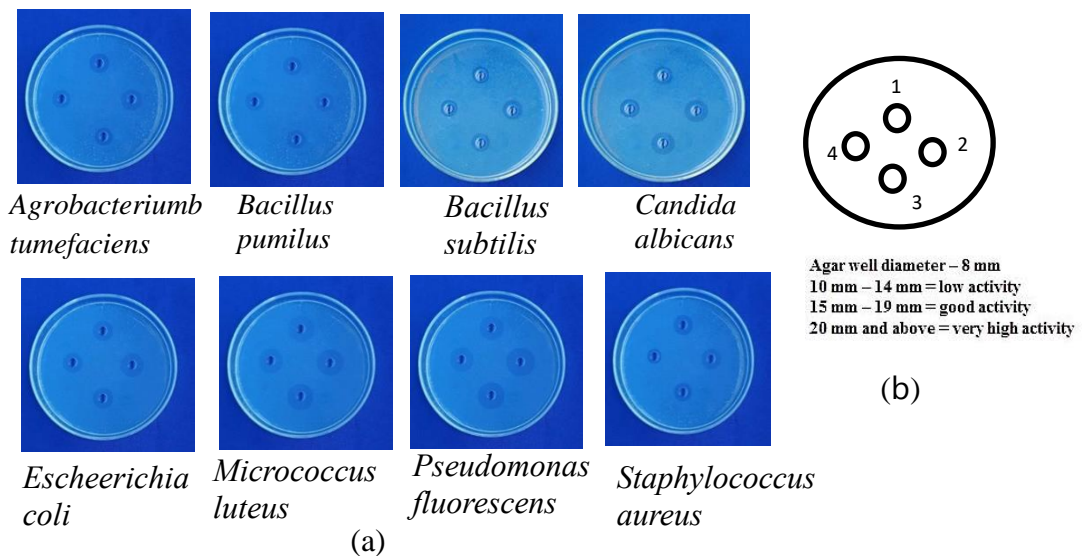 Agrobacteriumb
tumefaciens
Bacillus
pumilus
Bacillus
subtilis
Candida
albicans
1
2
3
4
Agar well diameter – 8 mm
10 mm – 14 mm = low activity
15 mm – 19 mm = good activity
20 mm and above = very high activity
(b)
Escheerichia
coli
Micrococcus
luteus
Pseudomonas
fluorescens
Staphylococcus
aureus
(a)